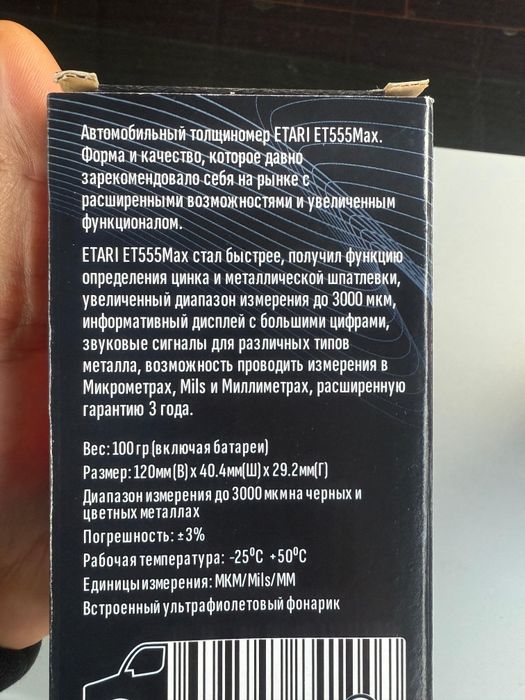 Автомобильный толщиномер ETARI ET555Max.
Форма и качество, которое давно
зарекомендовало себя на рынке с
расширенными возможностями и увеличенным
функционалом.
ETARI ET555Max стал быстрее, получил функцию
определения цинка и металлической шпатлевки,
увеличенный диапазон измерения до 3000 мкм,
информативный дисплей с большими цифрами,
звуковые сигналы для различных типов
металла, возможность проводить измерения в
Микрометрах, Mils и Миллиметрах, расширенную
гарантию 3 года.
Вес: 100 гр (включая батареи)
Размер: 120мм(В) x 40.4мм(Ш) x 29.2мм(Г)
Диапазон измерения до 3000 мкмна черных и
цветных металлах
Погрешность: ±3%
Рабочая температура: -25ºC +50ºC
Единицы измерения: МКМ/Mils/ММ
Встроенный ультрафиолетовый фонарик